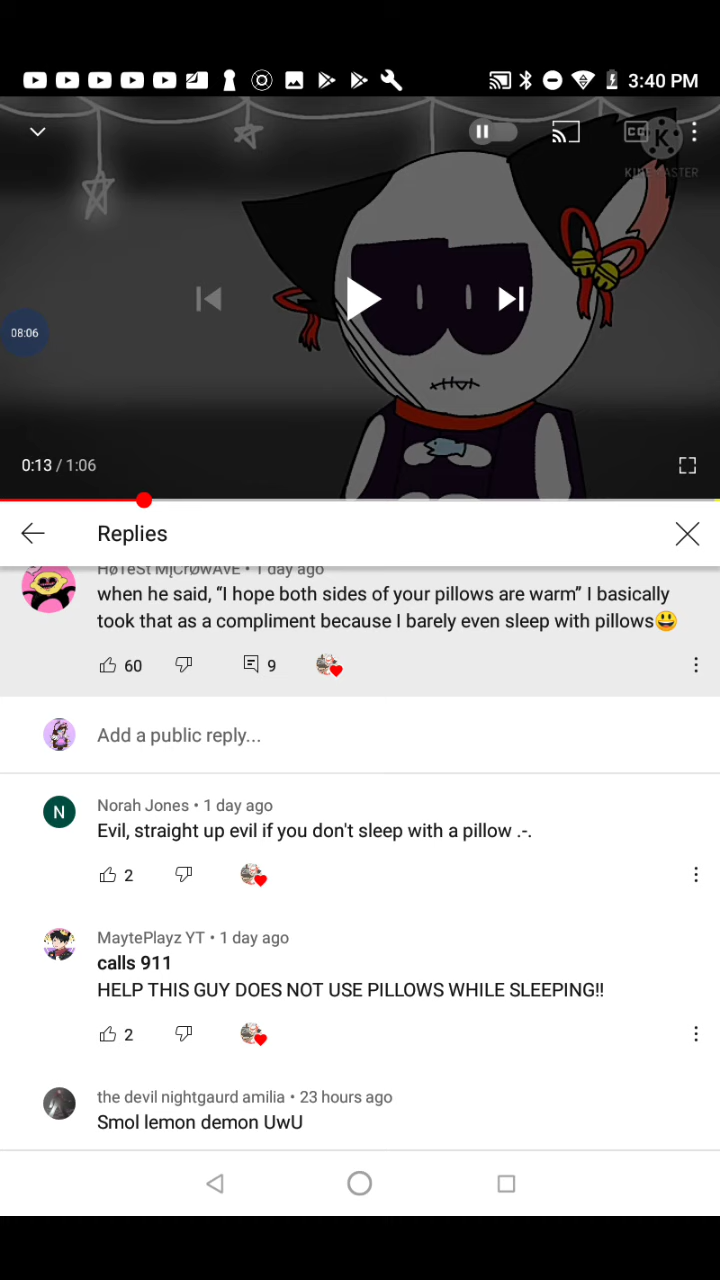 3:40 PM
CC
K
KINEMASTER
08:06
0:13 / 1:06
Replies
HøTeSt MįCrØwAVE • 1 day ago
when he said, “I hope both sides of your pillows are warm” I basically
took that as a compliment because I barely even sleep with pillows😃
60
9
Add a public reply...
N
Norah Jones • 1 day ago
Evil, straight up evil if you don't sleep with a pillow .-.
2
MaytePlayz YT • 1 day ago
calls 911
HELP THIS GUY DOES NOT USE PILLOWS WHILE SLEEPING!!
2
the devil nightgaurd amilia • 23 hours ago
Smol lemon demon UwU